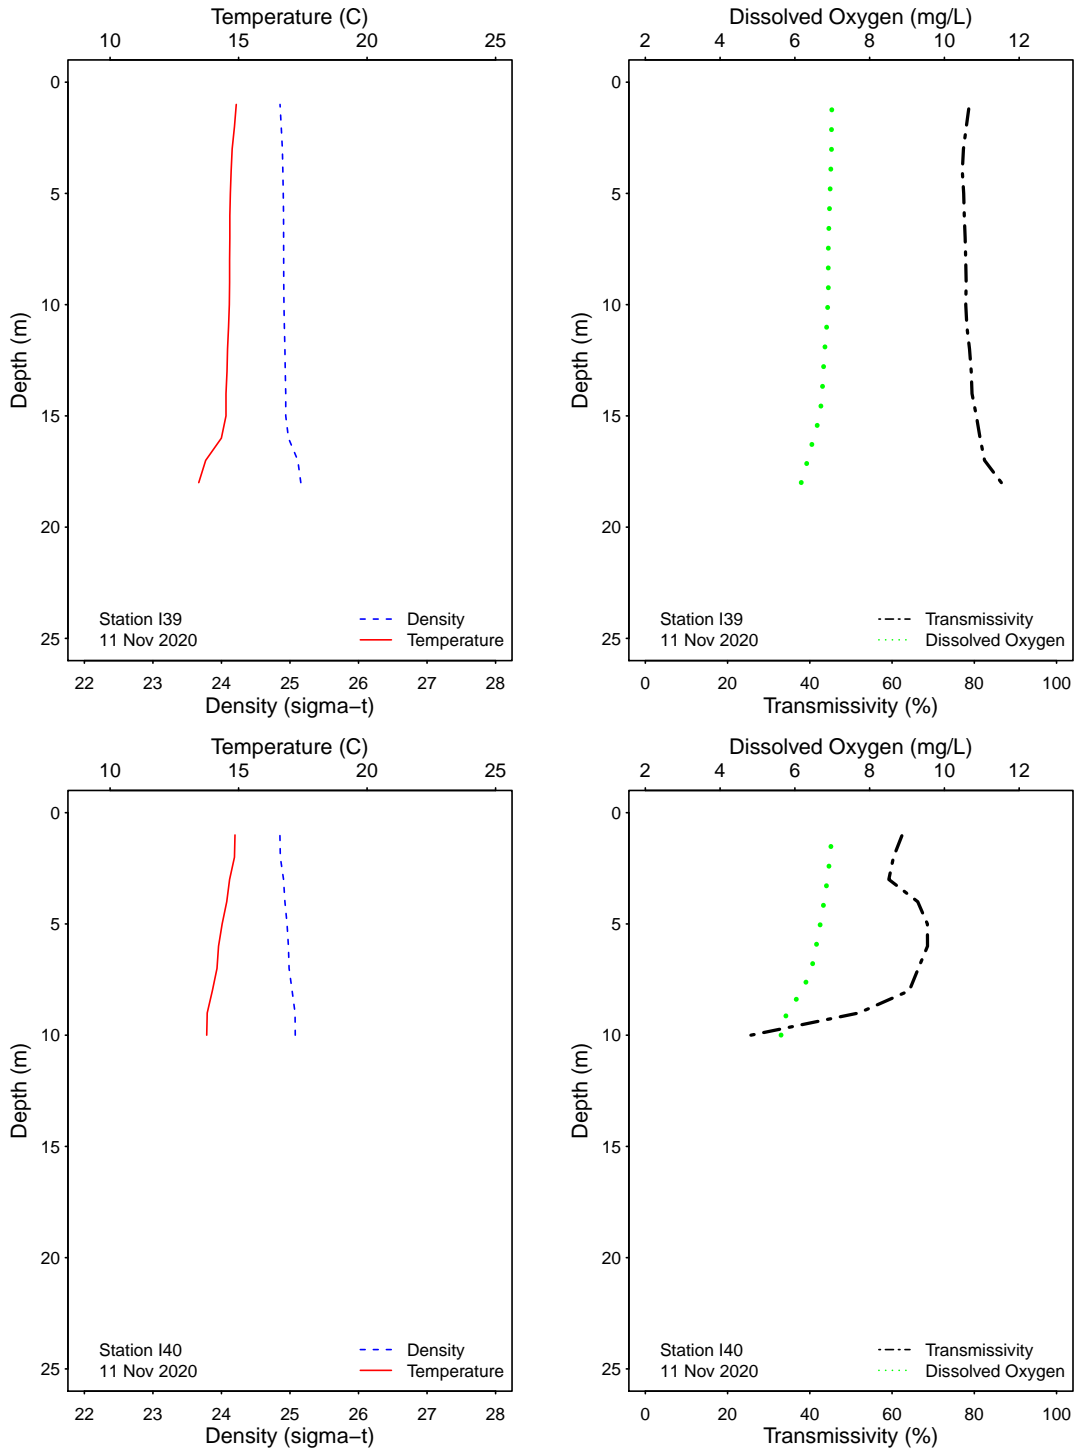 Temperature (C)
10 15 20 25
0
5
10
15
20
25
Depth (m)
Station I39
11 Nov 2020
Density
Temperature
22 23 24 25 26 27 28
Density (sigma−t)
Dissolved Oxygen (mg/L)
2 4 6 8 10 12
0
5
10
15
20
25
Depth (m)
Station I39
11 Nov 2020
Transmissivity
Dissolved Oxygen
0 20 40 60 80 100
Transmissivity (%)
Temperature (C)
10 15 20 25
0
5
10
15
20
25
Depth (m)
Station I40
11 Nov 2020
Density
Temperature
22 23 24 25 26 27 28
Density (sigma−t)
Dissolved Oxygen (mg/L)
2 4 6 8 10 12
0
5
10
15
20
25
Depth (m)
Station I40
11 Nov 2020
Transmissivity
Dissolved Oxygen
0 20 40 60 80 100
Transmissivity (%)